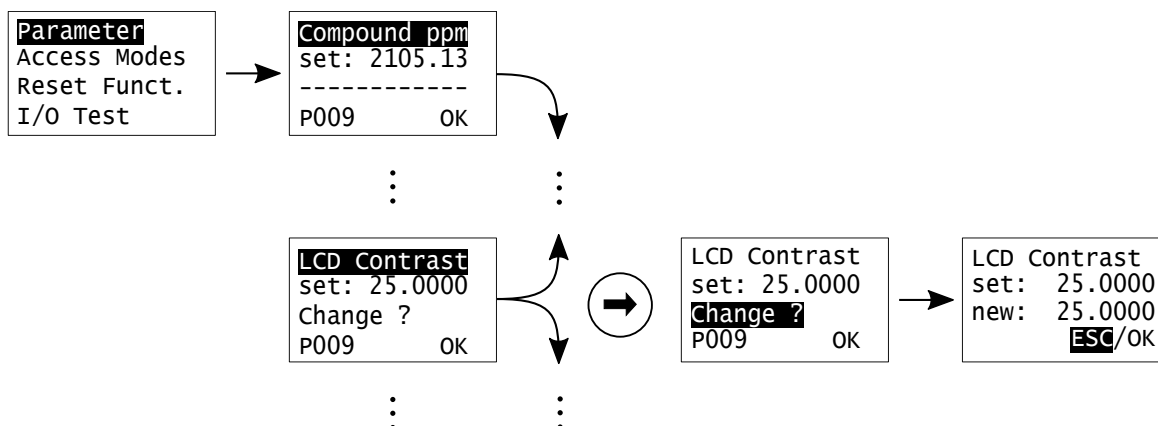 Parameter
Access Modes
Reset Funct.
I/O Test
Compound ppm
set: 2105.13
------------
P009 OK
LCD Contrast
set: 25.0000
Change ?
P009 OK
LCD Contrast
set: 25.0000
Change ?
P009 OK
LCD Contrast
set: 25.0000
new: 25.0000
ESC/OK